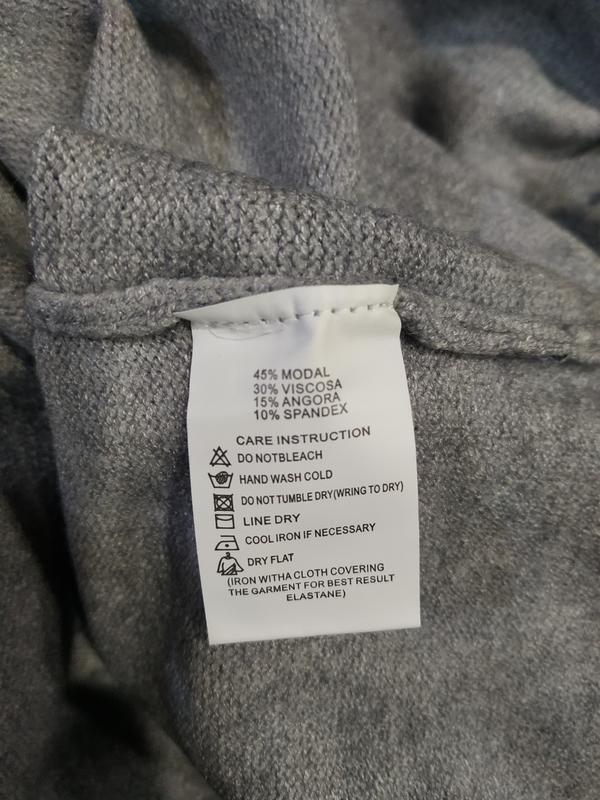 45% MODAL
30% VISCOSA
15% ANGORA
10% SPANDEX
CARE INSTRUCTION
DO NOTBLEACH
HAND WASH COLD
DO NOT TUMBLE DRY(WRING TO DRY)
LINE DRY
COOL IRON IF NECESSARY
DRY FLAT
(IRON WITHA CLOTH COVERING
THE GARMENT FOR BEST RESULT
ELASTANE)